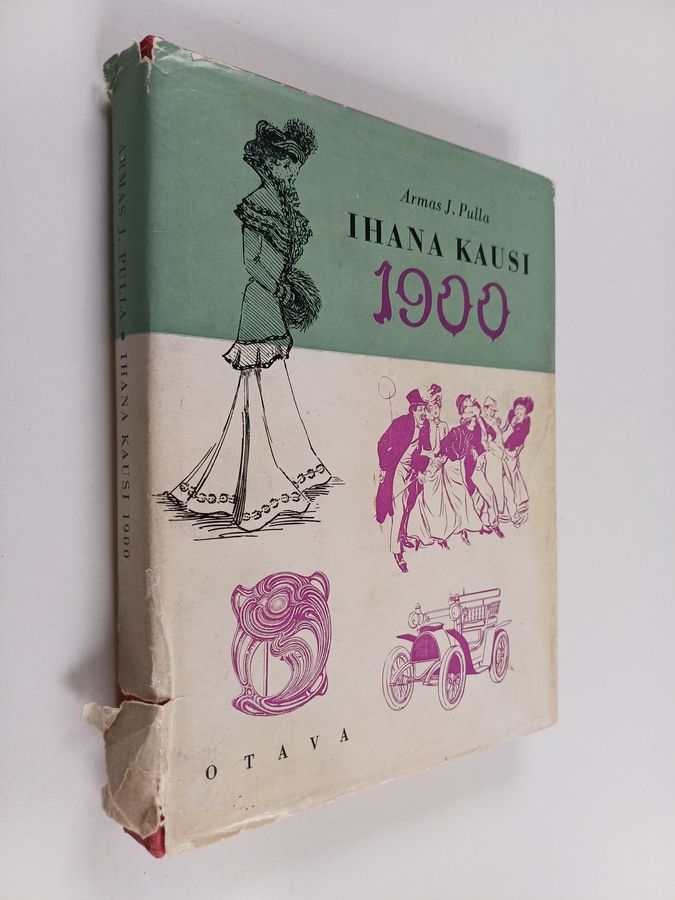 Armas J. Pulla
IHANA KAUSI
1900
OTAVA
ARMAS J. PULLA • IHANA KAUSI 1900